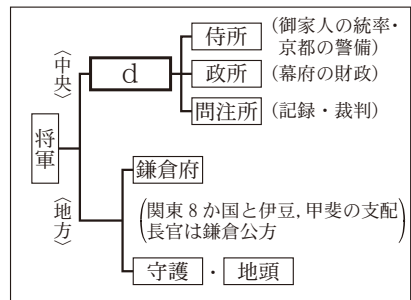 将軍
〈中央〉
d
侍所
(御家人の統率・
京都の警備)
政所
(幕府の財政)
問注所
(記録・裁判)
〈地方〉
鎌倉府
(関東8か国と伊豆,甲斐の支配
長官は鎌倉公方)
守護・地頭